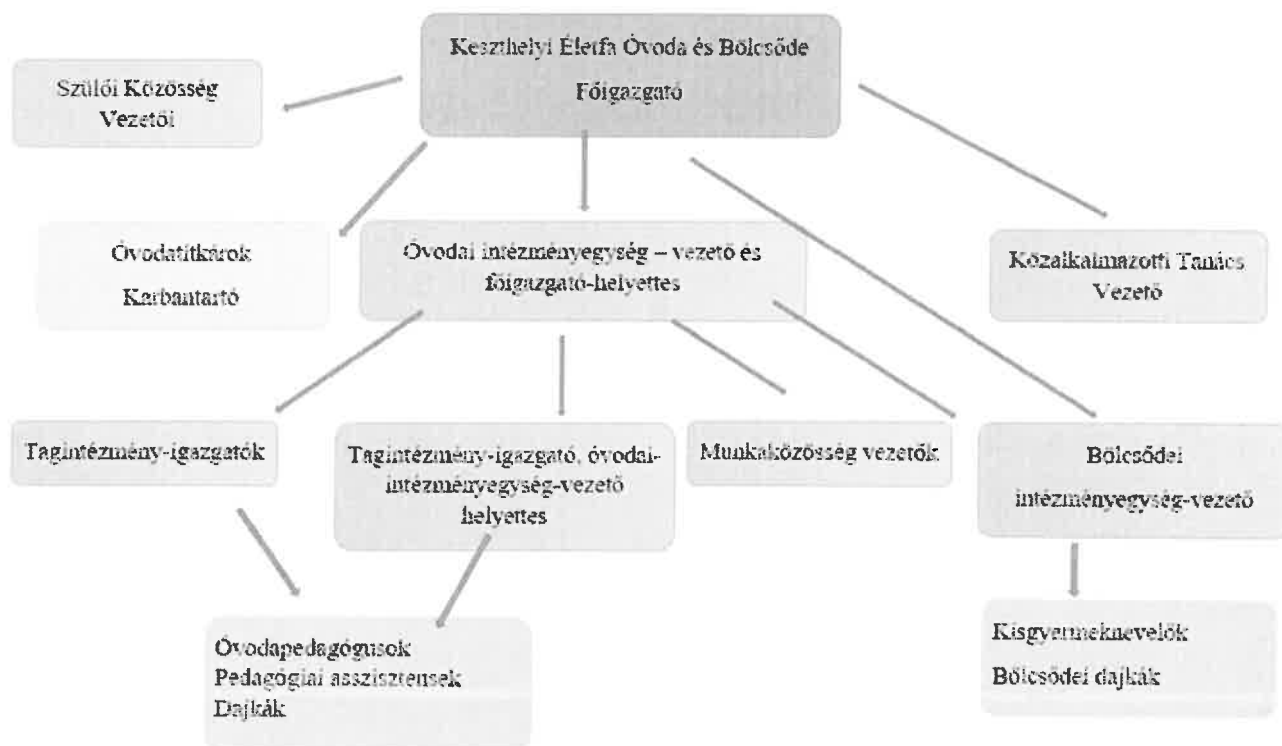 Keszthelyi Életfa Óvoda és Bölcsőde
Főigazgató
Szülői Közösség
Vezetői
Óvodatitkárok
Karbantartó
Óvodai intézményegység – vezető és
főigazgató-helyettes
Közalkalmazotti Tanács
Vezető
Tagintézmény-igazgatók
Tagintézmény-igazgató, óvodai-
intézményegység-vezető
helyettes
Munkaközösség vezetők
Bölcsődei
intézményegység-vezető
Óvodapedagógusok
Pedagógiai asszisztensek
Dajkák
Kisgyermeknevelők
Bölcsődei dajkák